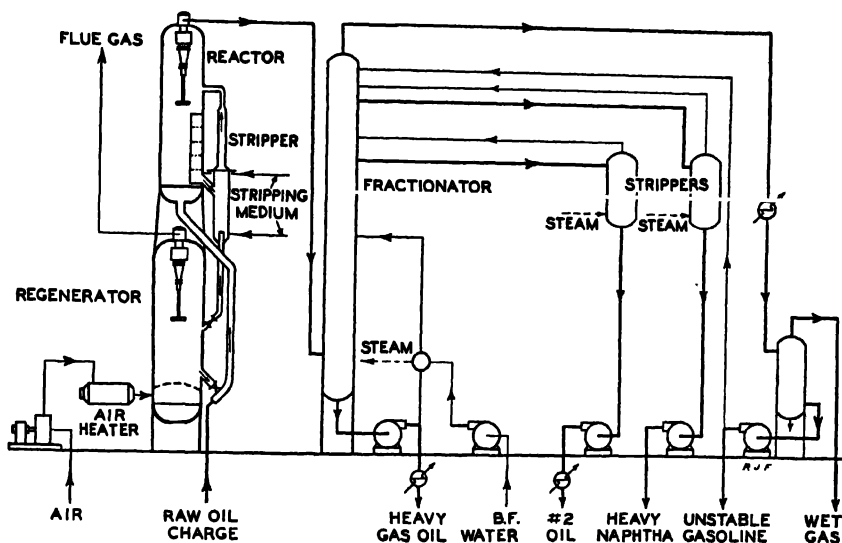 FLUE GAS
REACTOR
STRIPPER
STRIPPING
MEDIUM
FRACTIONATOR
STRIPPERS
STEAM
STEAM
REGENERATOR
STEAM
AIR
HEATER
R J F
AIR
RAW OIL
CHARGE
HEAVY
GAS OIL
B.F.
WATER
#2
OIL
HEAVY
NAPHTHA
UNSTABLE
GASOLINE
WET
GAS